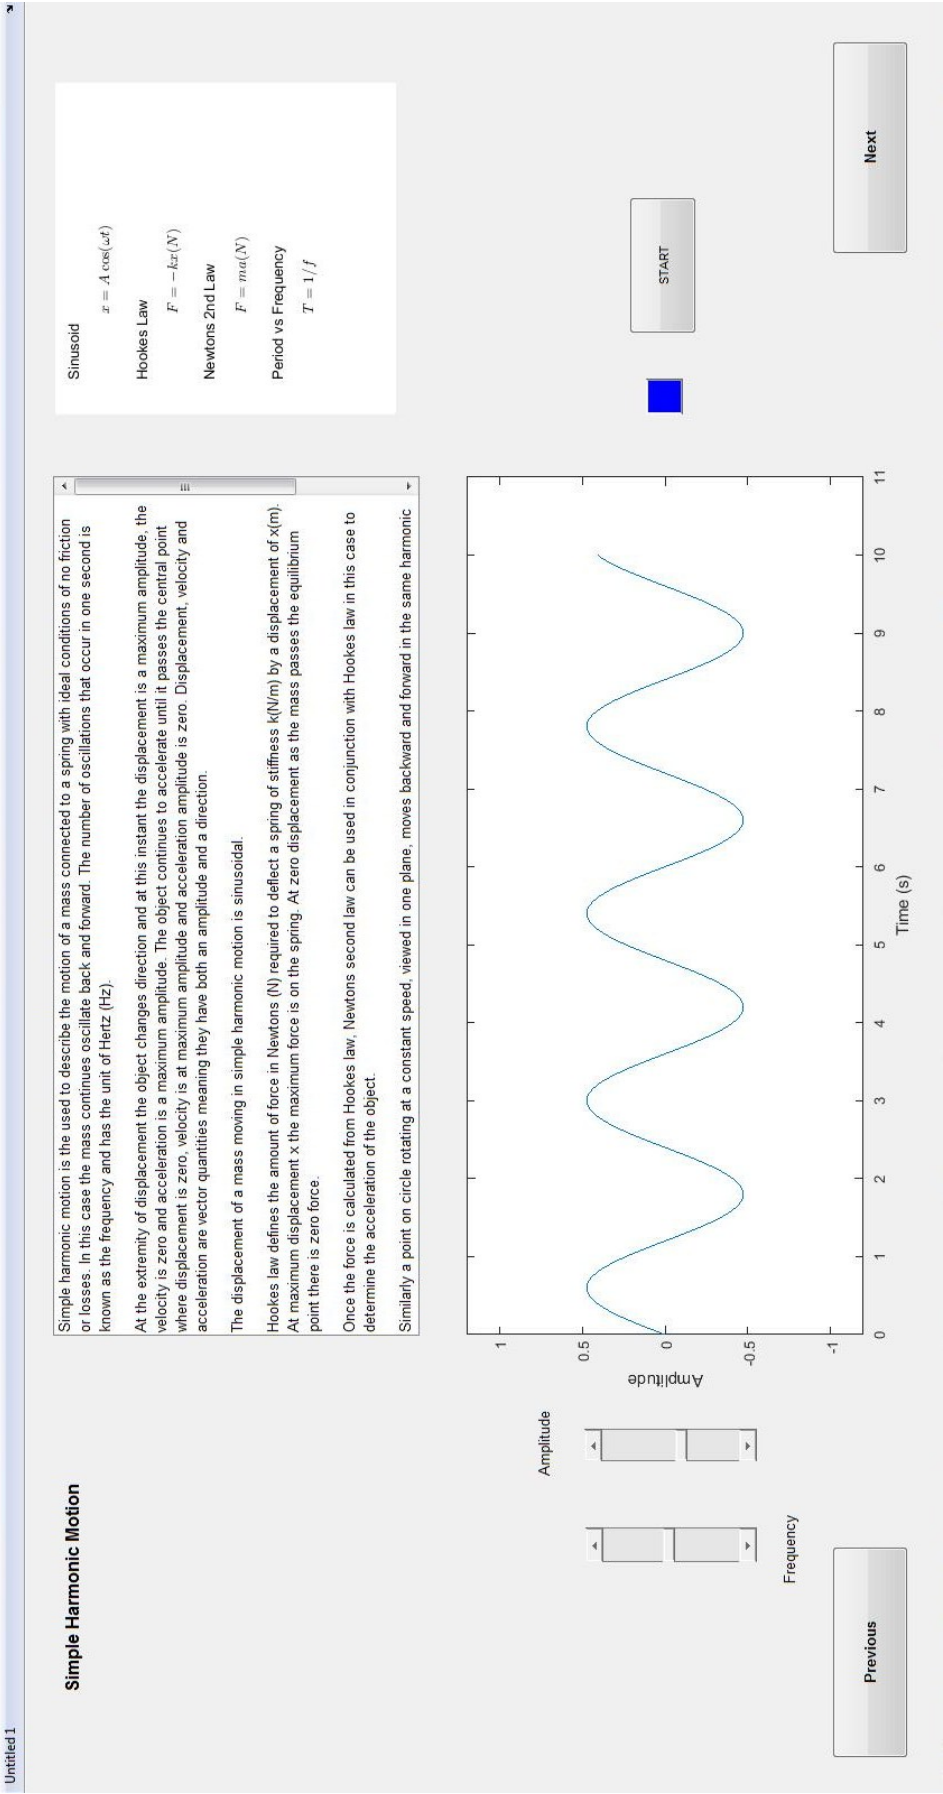 Untitled 1
Simple Harmonic Motion
Simple harmonic motion is the used to describe the motion of a mass connected to a spring with ideal conditions of no friction
or losses. In this case the mass continues oscillate back and forward. The number of oscillations that occur in one second is
known as the frequency and has the unit of Hertz (Hz).
At the extremity of displacement the object changes direction and at this instant the displacement is a maximum amplitude, the
velocity is zero and acceleration is a maximum amplitude. The object continues to accelerate until it passes the central point
where displacement is zero, velocity is at maximum amplitude and acceleration amplitude is zero. Displacement, velocity and
acceleration are vector quantities meaning they have both an amplitude and a direction.
The displacement of a mass moving in simple harmonic motion is sinusoidal.
Hookes law defines the amount of force in Newtons (N) required to deflect a spring of stiffness k(N/m) by a displacement of x(m).
At maximum displacement x the maximum force is on the spring. At zero displacement as the mass passes the equilibrium
point there is zero force.
Once the force is calculated from Hookes law, Newtons second law can be used in conjunction with Hookes law in this case to
determine the acceleration of the object.
Similarly a point on circle rotating at a constant speed, viewed in one plane, moves backward and forward in the same harmonic
Sinusoid
x = A cos(ωt)
Hookes Law
F = −kx(N)
Newtons 2nd Law
F = ma(N)
Period vs Frequency
T = 1/f
Amplitude
Frequency
Amplitude
1
0.5
0
-0.5
-1
0 1 2 3 4 5 6 7 8 9 10 11
Time (s)
START
Previous
Next